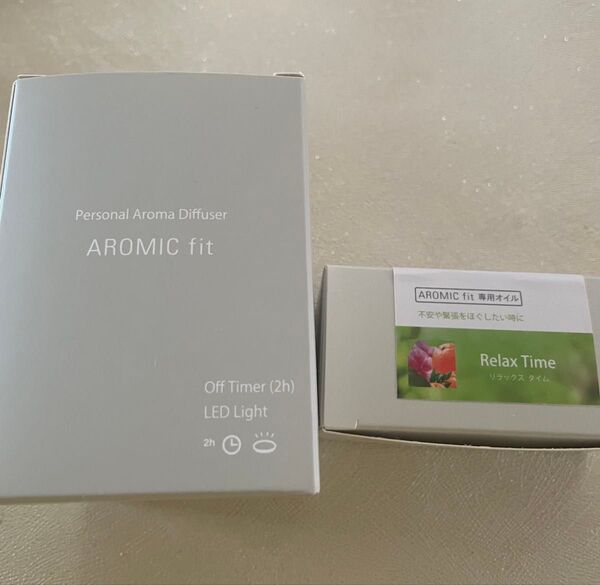 Personal Aroma Diffuser
AROMIC fit
Off Timer (2h)
LED Light
2h
AROMIC fit 専用オイル
不安や緊張をほぐしたい時に
Relax Time
リラックス タイム